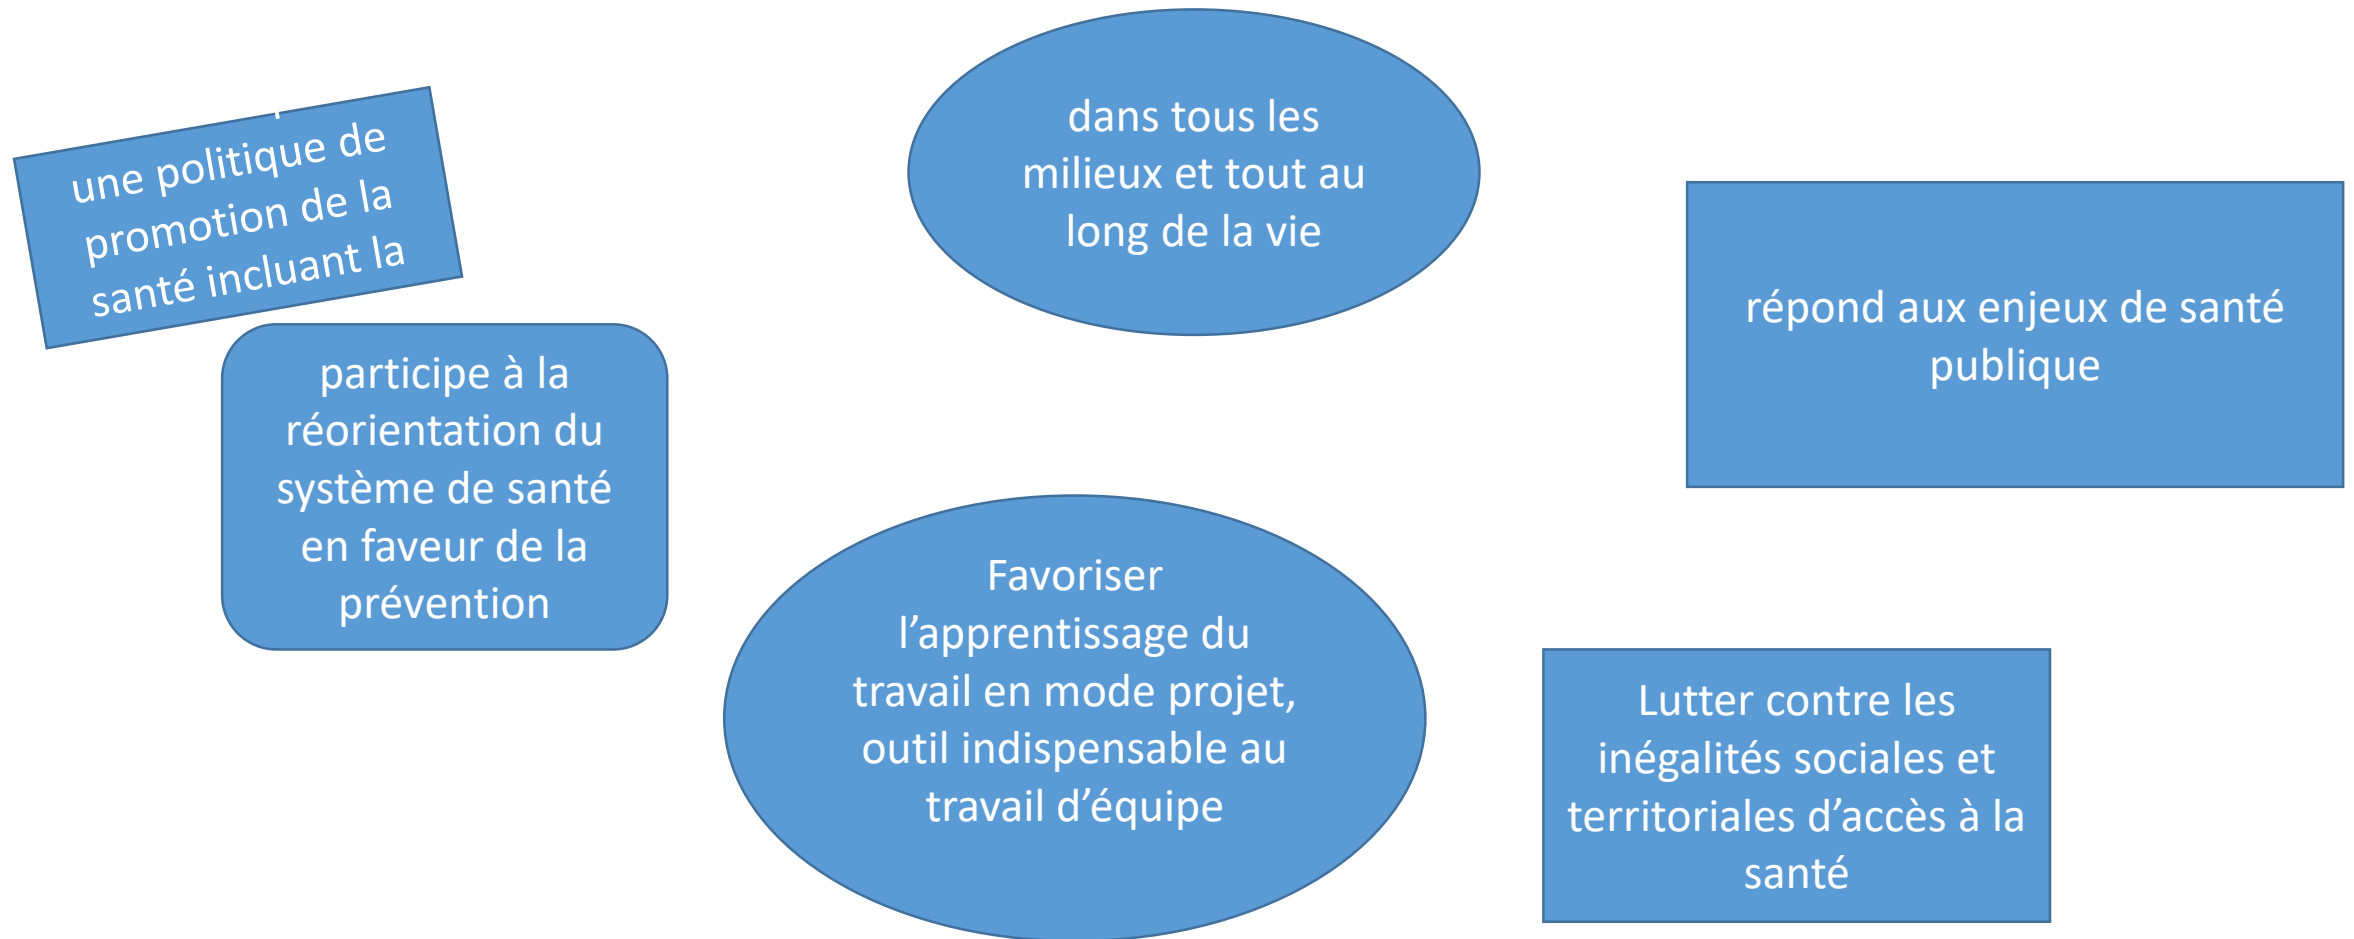 une politique de
promotion de la
santé incluant la
dans tous les
milieux et tout au
long de la vie
répond aux enjeux de santé
publique
participe à la
réorientation du
système de santé
en faveur de la
prévention
Favoriser
l’apprentissage du
travail en mode projet,
outil indispensable au
travail d’équipe
Lutter contre les
inégalités sociales et
territoriales d’accès à la
santé